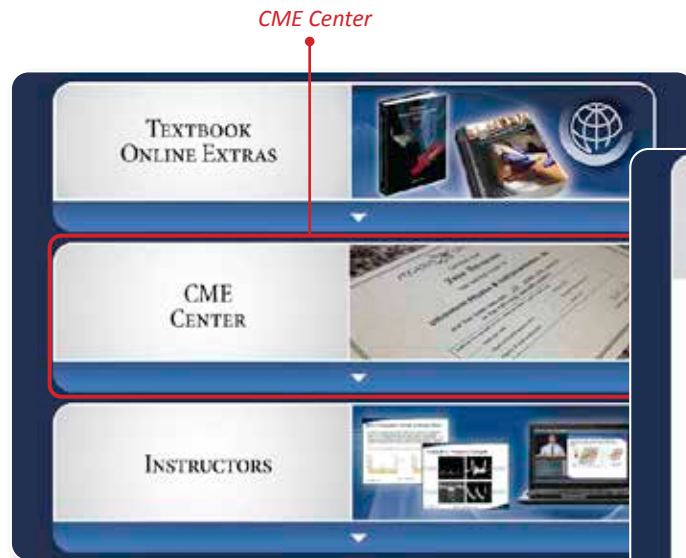 CME Center
TEXTBOOK
ONLINE EXTRAS
CME
CENTER
INSTRUCTORS